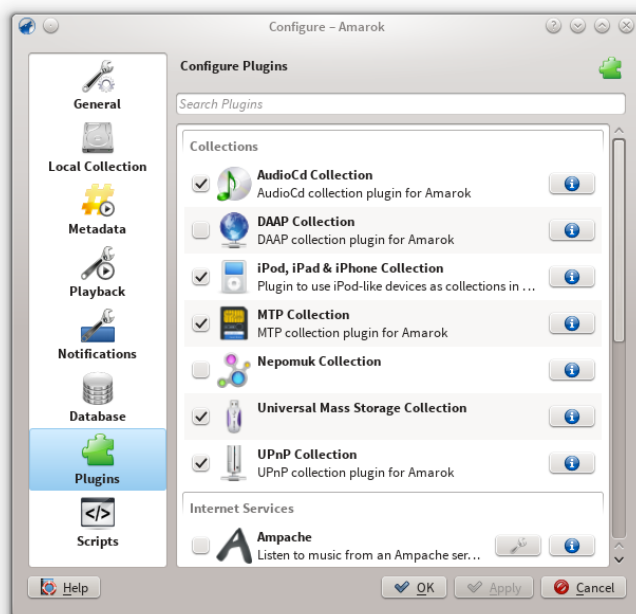 Configure – Amarok
General
Local Collection
Metadata
Playback
Notifications
Database
Plugins
Scripts
Configure Plugins
Search Plugins
Collections
AudioCd Collection
AudioCd collection plugin for Amarok
DAAP Collection
DAAP collection plugin for Amarok
iPod, iPad & iPhone Collection
Plugin to use iPod-like devices as collections in ...
MTP Collection
MTP collection plugin for Amarok
Nepomuk Collection
Universal Mass Storage Collection
UPnP Collection
UPnP collection plugin for Amarok
Internet Services
Ampache
Listen to music from an Ampache ser...
Help
OK
Apply
Cancel